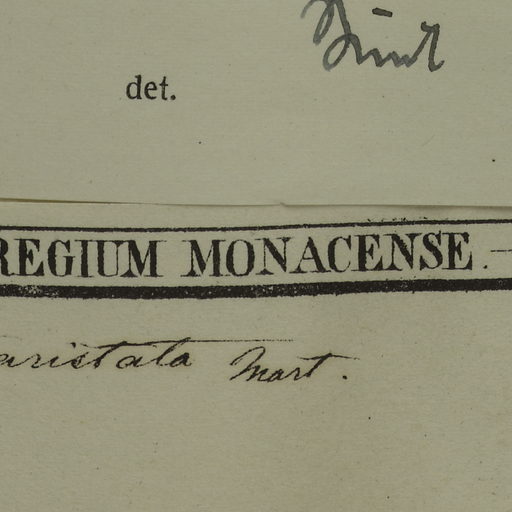 det.
REGIUM MONACENSE. —
aristata Mart.